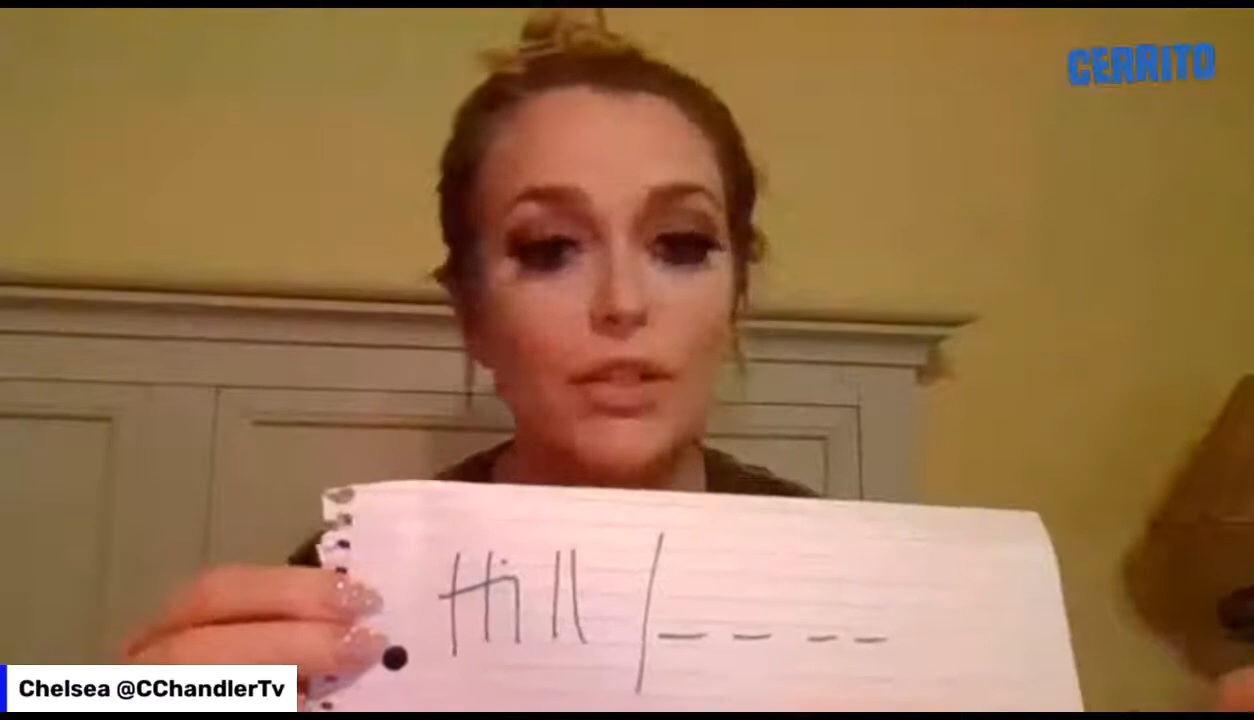 CERRITO
Hill / _ _ _ _
Chelsea @CChandlerTv